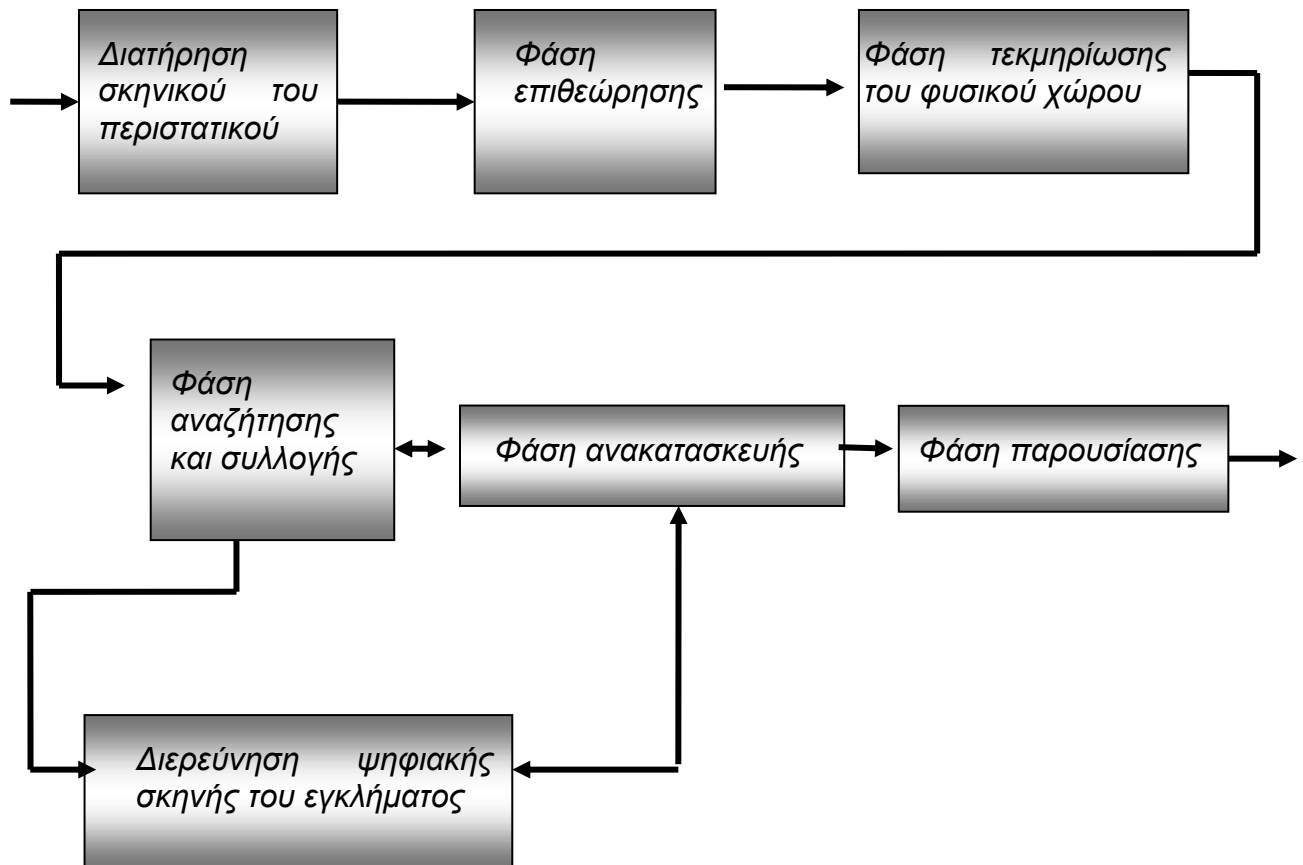 Διατήρηση
σκηνικού του
περιστατικού
Φάση
επιθεώρησης
Φάση τεκμηρίωσης
του φυσικού χώρου
Φάση
αναζήτησης
και συλλογής
Φάση ανακατασκευής
Φάση παρουσίασης
Διερεύνηση ψηφιακής
σκηνής του εγκλήματος